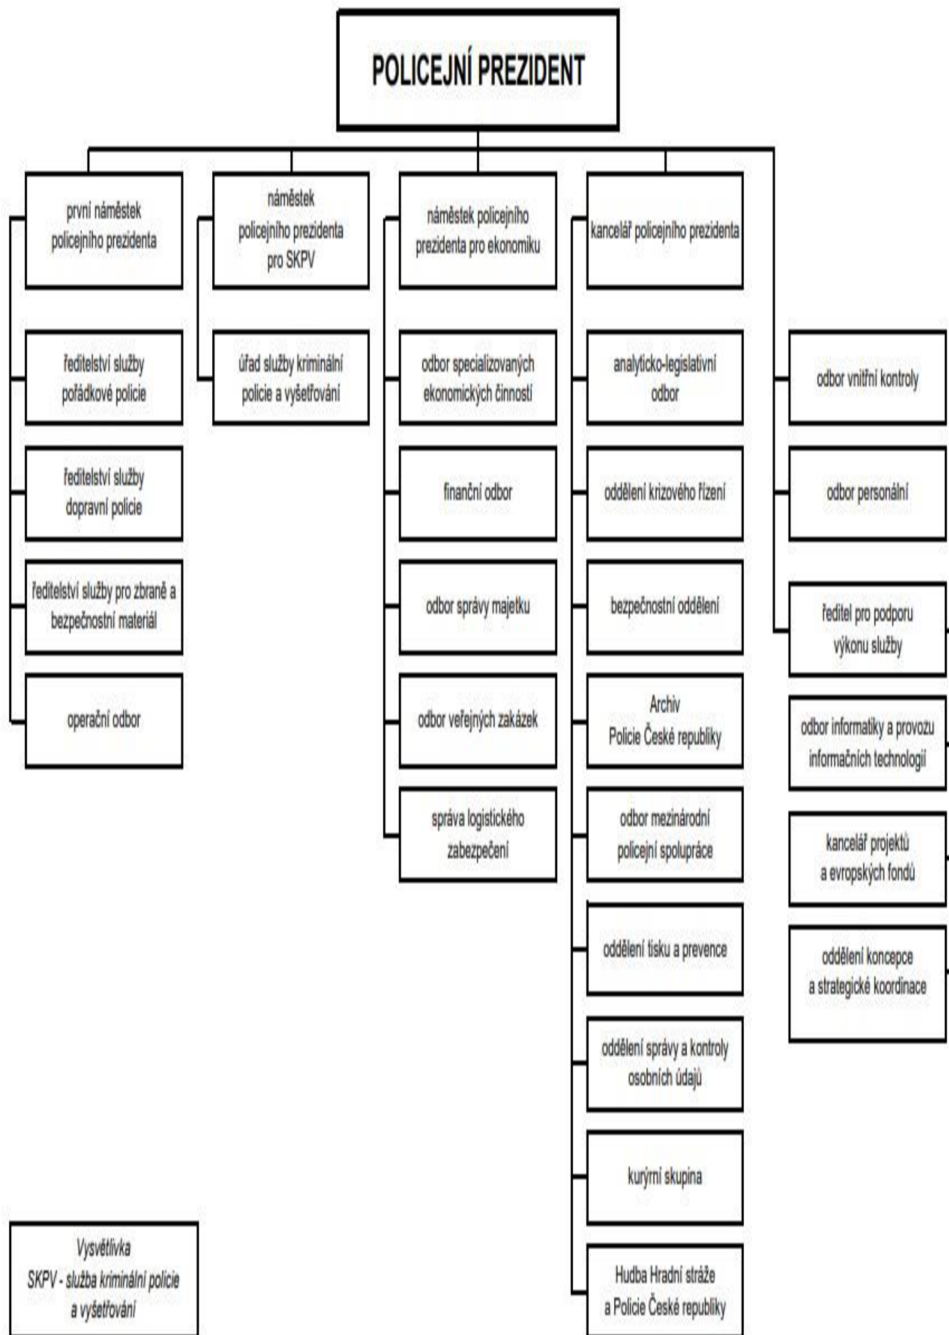 POLICEJNÍ PREZIDENT
první náměstek
policejního prezidenta
ředitelství služby
pořádkové policie
ředitelství služby
dopravní policie
ředitelství služby pro zbraně a
bezpečnostní materiál
operační odbor
náměstek
policejního prezidenta
pro SKPV
úřad služby kriminální
policie a vyšetřování
náměstek policejního
prezidenta pro ekonomiku
odbor specializovaných
ekonomických činností
finanční odbor
odbor správy majetku
odbor veřejných zakázek
správa logistického
zabezpečení
kancelář policejního prezidenta
analyticko-legislativní
odbor
oddělení krizového řízení
bezpečnostní oddělení
Archiv
Policie České republiky
odbor mezinárodní
policejní spolupráce
oddělení tisku a prevence
oddělení správy a kontroly
osobních údajů
kurýrní skupina
Hudba Hradní stráže
a Policie České republiky
odbor vnitřní kontroly
odbor personální
ředitel pro podporu
výkonu služby
odbor informatiky a provozu
informačních technologií
kancelář projektů
a evropských fondů
oddělení koncepce
a strategické koordinace
Vysvětlivka
SKPV - služba kriminální policie
a vyšetřování